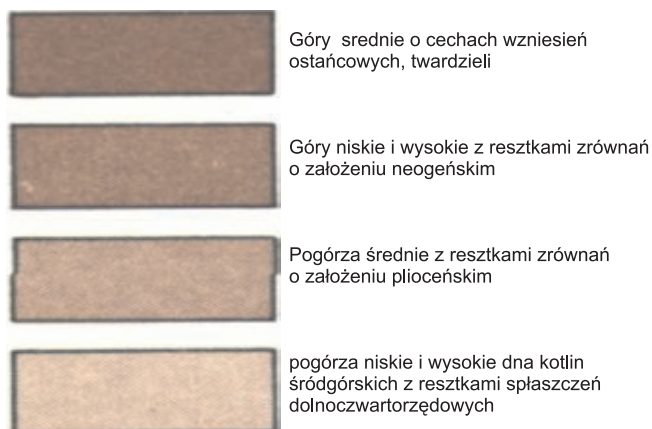 Góry srednie o cechach wzniesień
ostańcowych, twardzieli
Góry niskie i wysokie z resztkami zrównań
o założeniu neogeńskim
Pogórza średnie z resztkami zrównań
o założeniu plioceńskim
pogórza niskie i wysokie dna kotlin
śródgórskich z resztkami spłaszczeń
dolnoczwartorzędowych